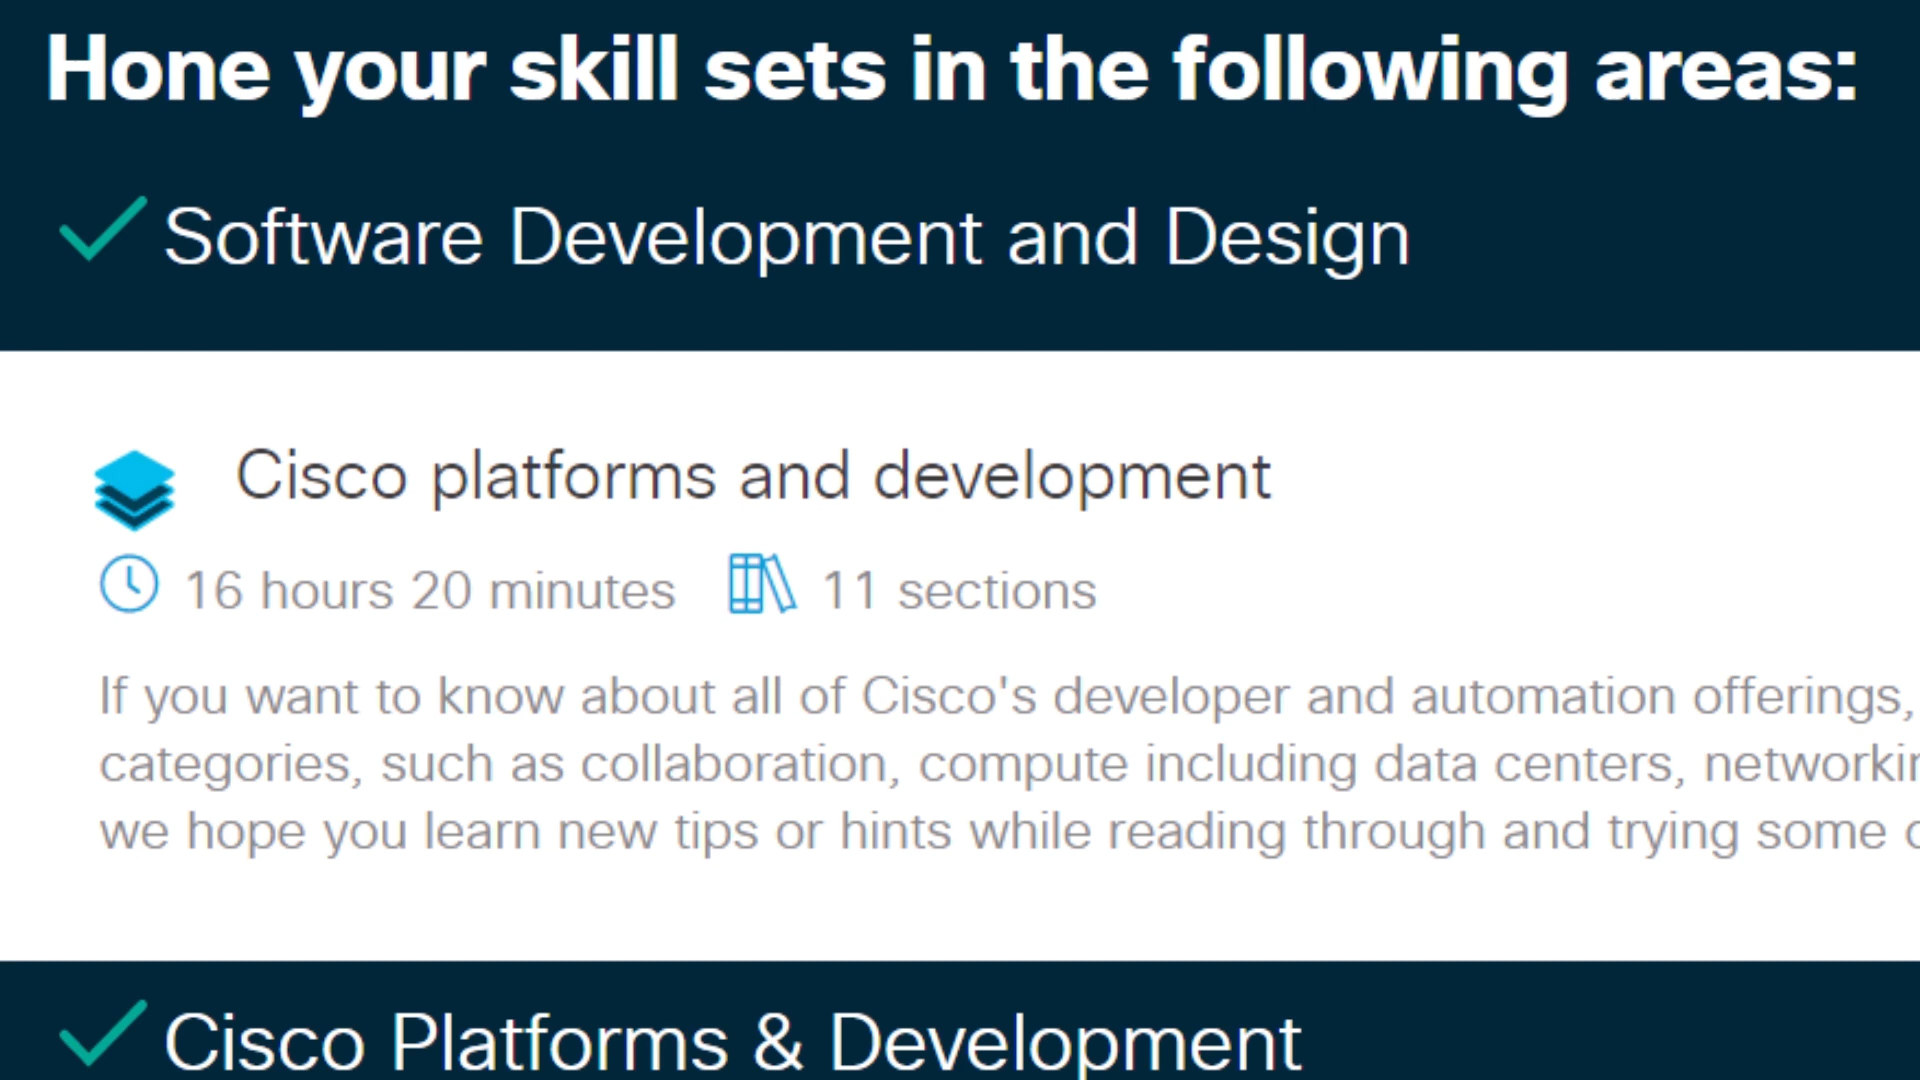 Hone your skill sets in the following areas:
Software Development and Design
Cisco platforms and development
16 hours 20 minutes 11 sections
If you want to know about all of Cisco's developer and automation offerings,
categories, such as collaboration, compute including data centers,
we hope you learn new tips or hints while reading through and trying some
Cisco Platforms & Development